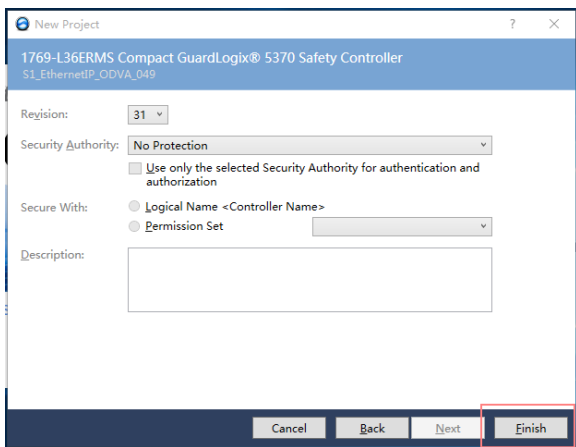 New Project
1769-L36ERMS Compact GuardLogix® 5370 Safety Controller
S1_EthernetIP_ODVA_049
Revision: 31
Security Authority: No Protection
Use only the selected Security Authority for authentication and
authorization
Secure With: Logical Name <Controller Name>
Permission Set
Description:
Cancel Back Next Finish